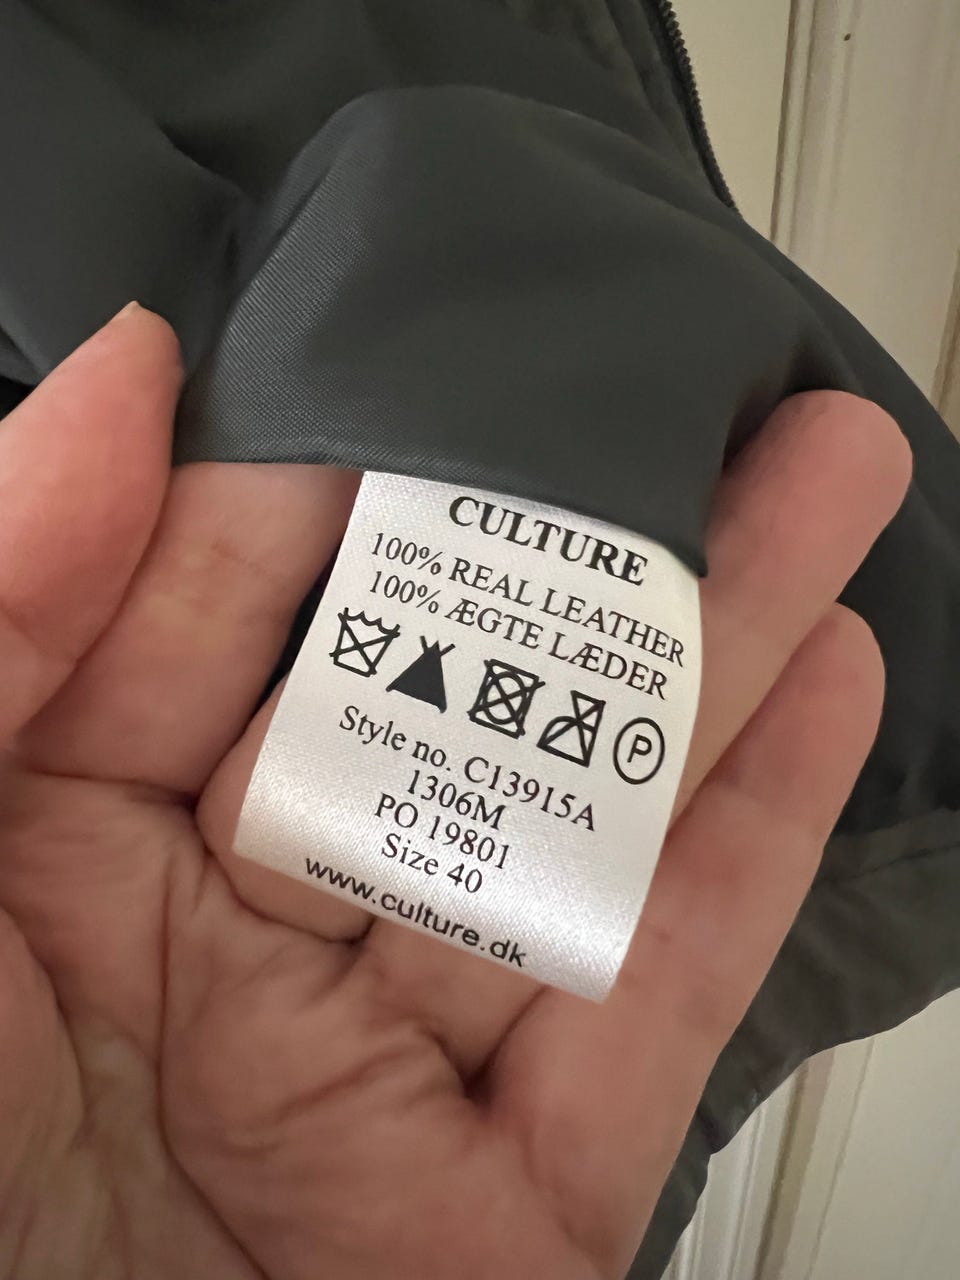 CULTURE
100% REAL LEATHER
100% ÆGTE LÆDER
P
Style no. C13915A
1306M
PO 19801
Size 40
www.culture.dk